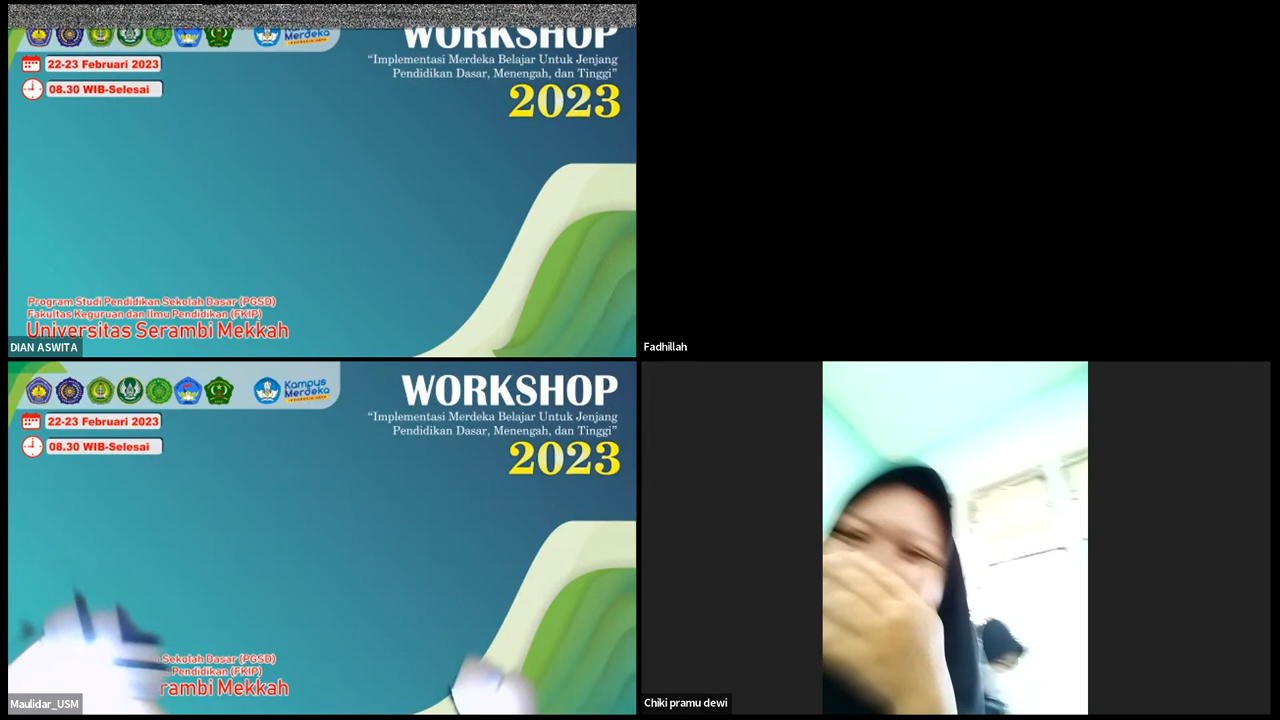 WORKSHOP
Kampus
Merdeka
22-23 Februari 2023
08.30 WIB-Selesai
“Implementasi Merdeka Belajar Untuk Jenjang
Pendidikan Dasar, Menengah, dan Tinggi”
2023
Program Studi Pendidikan Sekolah Dasar (PGSD)
Fakultas Keguruan dan Ilmu Pendidikan (FKIP)
Universitas Serambi Mekkah
DIAN ASWITA
Fadhillah
Kampus
Merdeka
22-23 Februari 2023
08.30 WIB-Selesai
WORKSHOP
“Implementasi Merdeka Belajar Untuk Jenjang
Pendidikan Dasar, Menengah, dan Tinggi”
2023
Sekolah Dasar (PGSD)
Pendidikan (FKIP)
rambi Mekkah
Maulidar_USM
Chiki pramu dewi